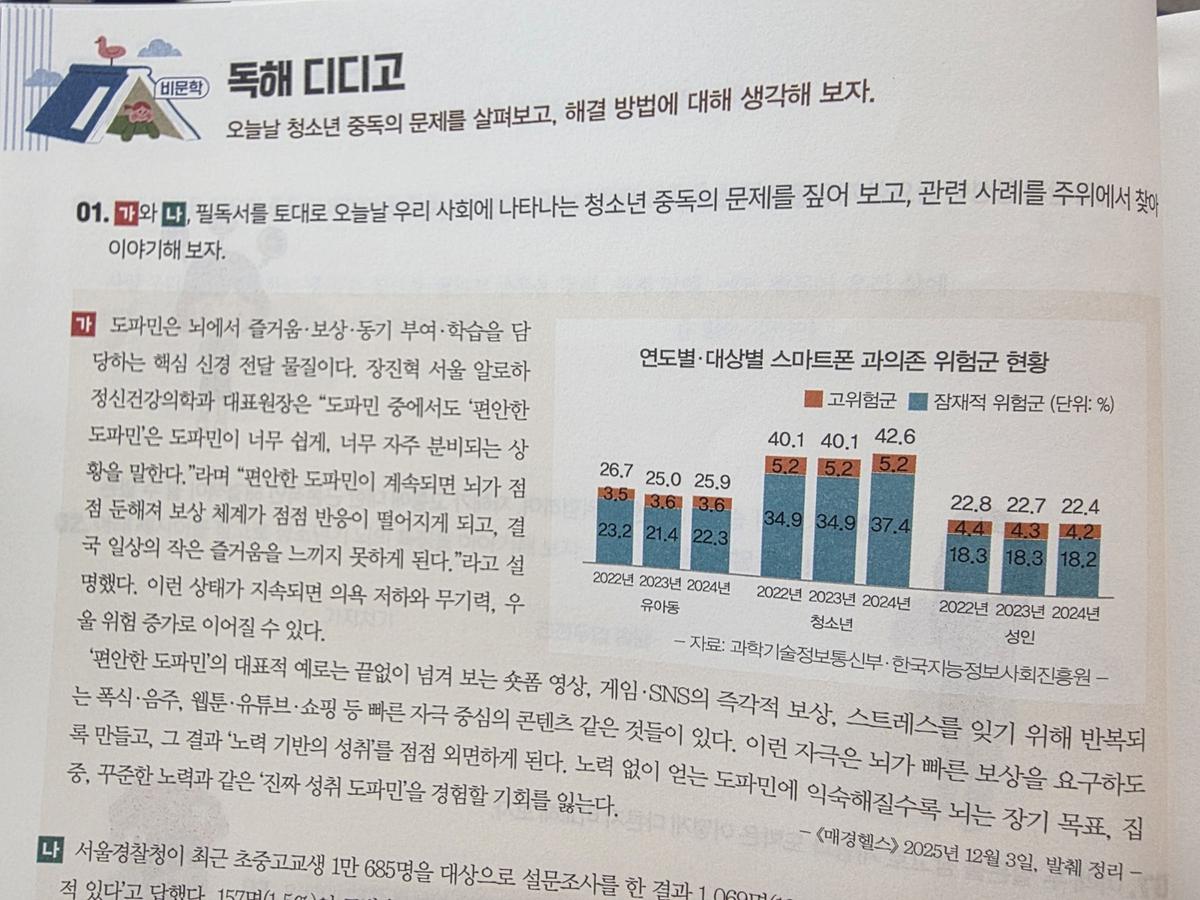 비문학
독해 디디고
오늘날 청소년 중독의 문제를 살펴보고, 해결 방법에 대해 생각해 보자.
01. 가와 나, 필독서를 토대로 오늘날 우리 사회에 나타나는 청소년 중독의 문제를 짚어 보고, 관련 사례를 주위에서 찾아
이야기해 보자.
가 도파민은 뇌에서 즐거움·보상·동기 부여·학습을 담
당하는 핵심 신경 전달 물질이다. 장진혁 서울 알로하
정신건강의학과 대표원장은 “도파민 중에서도 ‘편안한
도파민’은 도파민이 너무 쉽게, 너무 자주 분비되는 상
황을 말한다.”라며 “편안한 도파민이 계속되면 뇌가 점
점 둔해져 보상 체계가 점점 반응이 떨어지게 되고, 결
국 일상의 작은 즐거움을 느끼지 못하게 된다.”라고 설
명했다. 이런 상태가 지속되면 의욕 저하와 무기력, 우
울 위험 증가로 이어질 수 있다.
연도별·대상별 스마트폰 과의존 위험군 현황
고위험군 잠재적 위험군 (단위: %)
26.7 25.0 25.9 40.1 40.1 42.6 22.8 22.7 22.4
3.5 3.6 3.6 5.2 5.2 5.2 4.4 4.3 4.2
23.2 21.4 22.3 34.9 34.9 37.4 18.3 18.3 18.2
2022년 2023년 2024년 2022년 2023년 2024년 2022년 2023년 2024년
유아동 청소년 성인
– 자료: 과학기술정보통신부·한국지능정보사회진흥원 –
‘편안한 도파민’의 대표적 예로는 끝없이 넘겨 보는 숏폼 영상, 게임·SNS의 즉각적 보상, 스트레스를 잊기 위해 반복되
는 폭식·음주, 웹툰·유튜브·쇼핑 등 빠른 자극 중심의 콘텐츠 같은 것들이 있다. 이런 자극은 뇌가 빠른 보상을 요구하도
록 만들고, 그 결과 ‘노력 기반의 성취’를 점점 외면하게 된다. 노력 없이 얻는 도파민에 익숙해질수록 뇌는 장기 목표, 집
중, 꾸준한 노력과 같은 ‘진짜 성취 도파민’을 경험할 기회를 잃는다.
– 《매경헬스》 2025년 12월 3일, 발췌 정리 –
나 서울경찰청이 최근 초중고교생 1만 685명을 대상으로 설문조사를 한 결과 1,069명
적 있다’고 답했다. 157명(1.5%)